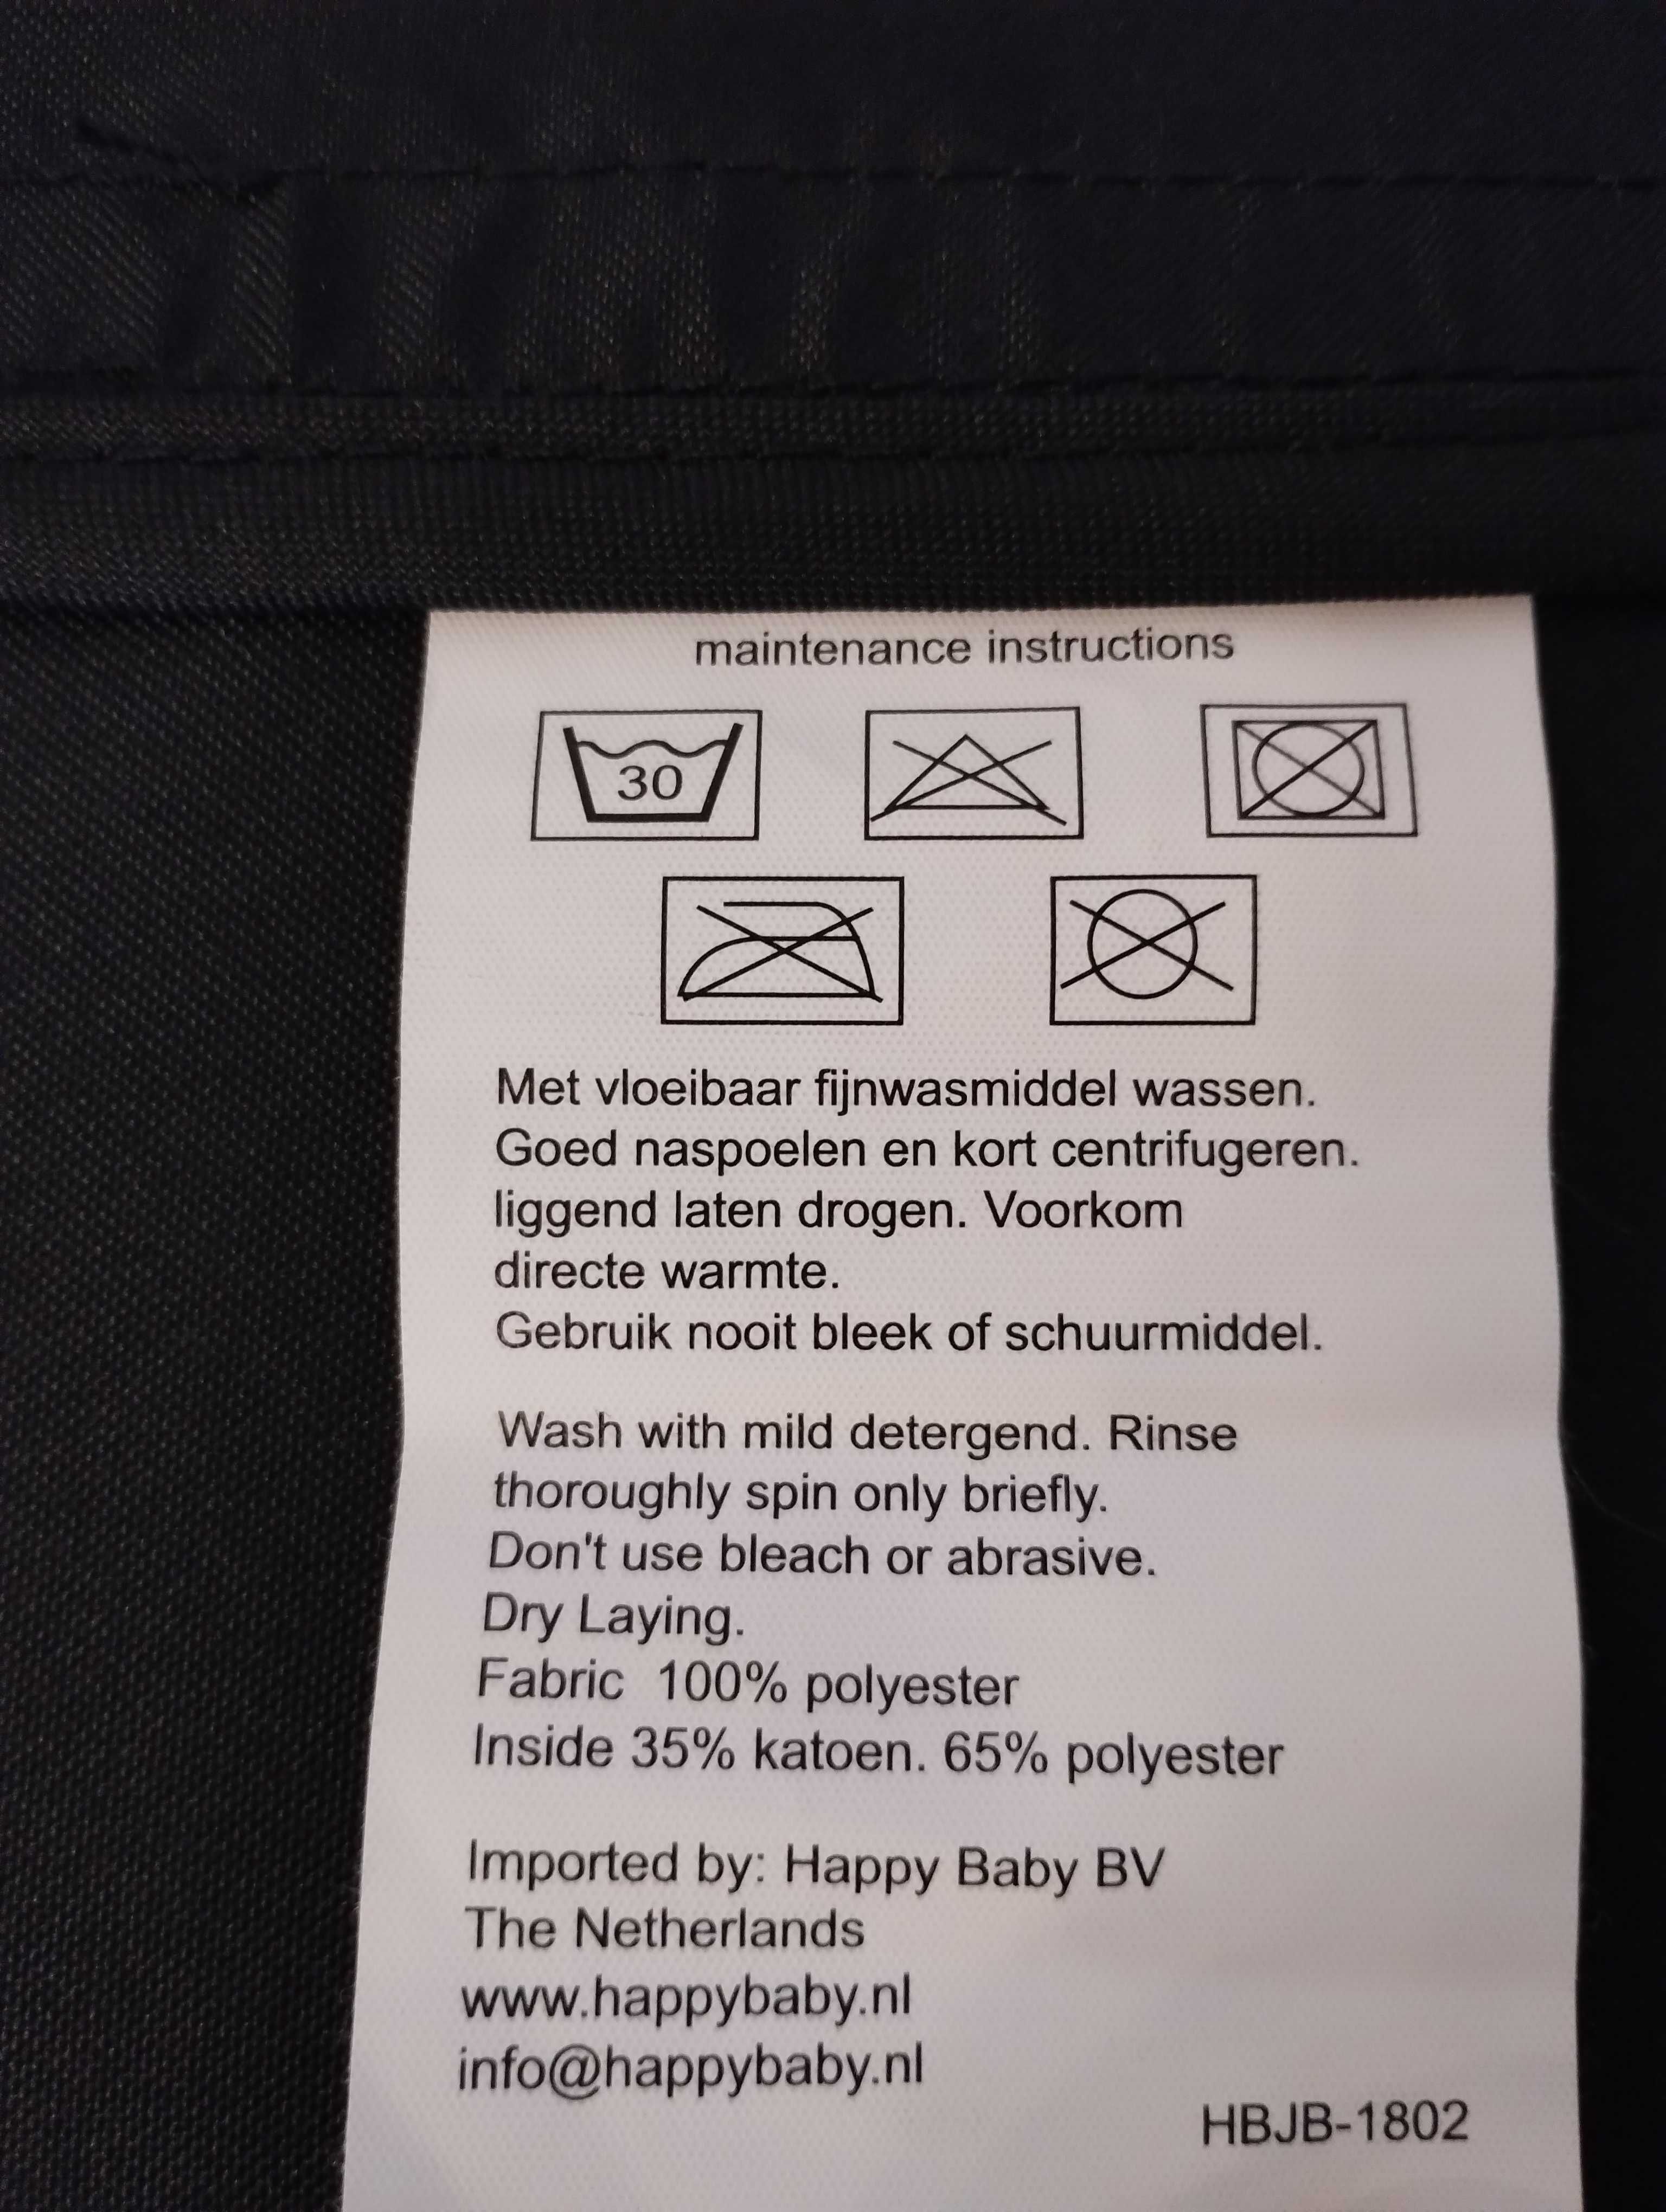 maintenance instructions
30
Met vloeibaar fijnwasmiddel wassen.
Goed naspoelen en kort centrifugeren.
liggend laten drogen. Voorkom
directe warmte.
Gebruik nooit bleek of schuurmiddel.
Wash with mild detergend. Rinse
thoroughly spin only briefly.
Don't use bleach or abrasive.
Dry Laying.
Fabric 100% polyester
Inside 35% katoen. 65% polyester
Imported by: Happy Baby BV
The Netherlands
www.happybaby.nl
info@happybaby.nl
HBJB-1802